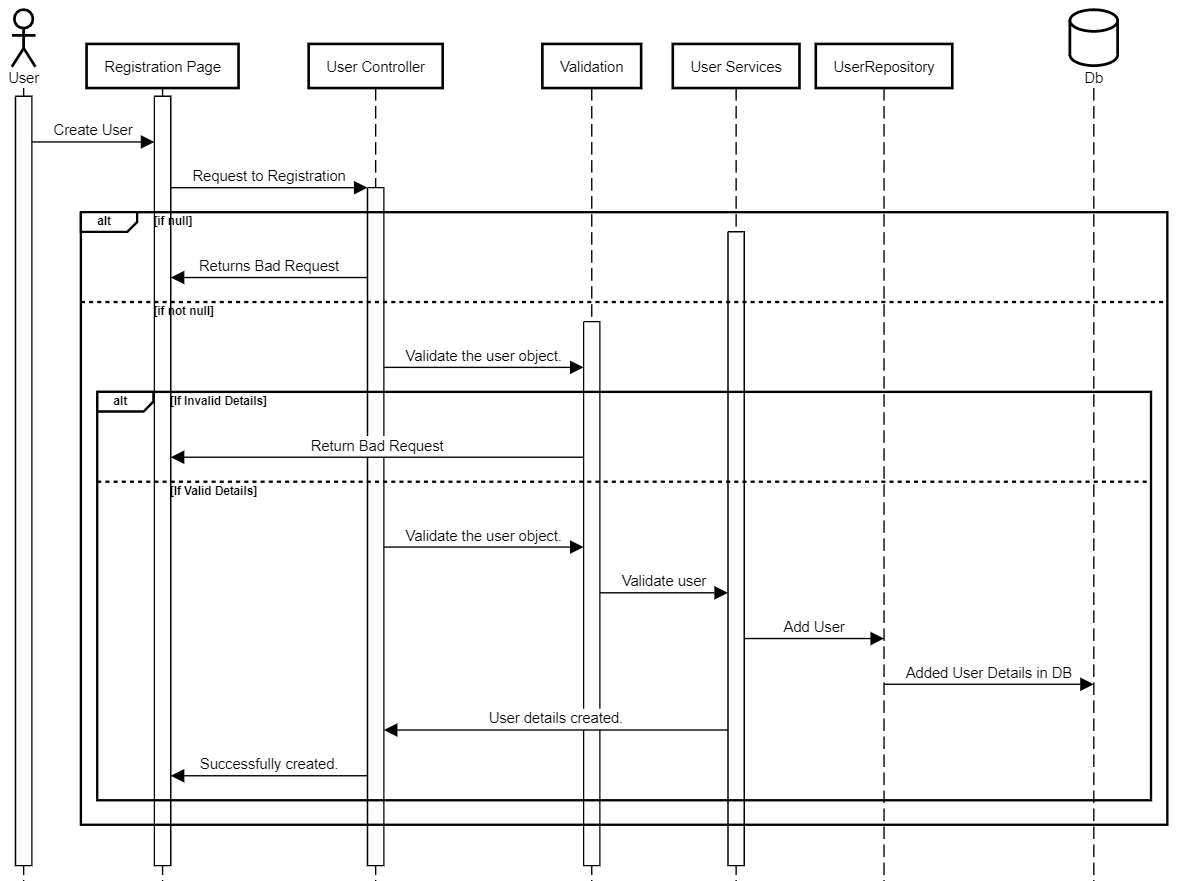 User
Registration Page
User Controller
Validation
User Services
UserRepository
Db
Create User
Request to Registration
alt
[if null]
Returns Bad Request
[if not null]
Validate the user object.
alt
[If Invalid Details]
Return Bad Request
[If Valid Details]
Validate the user object.
Validate user
Add User
Added User Details in DB
User details created.
Successfully created.